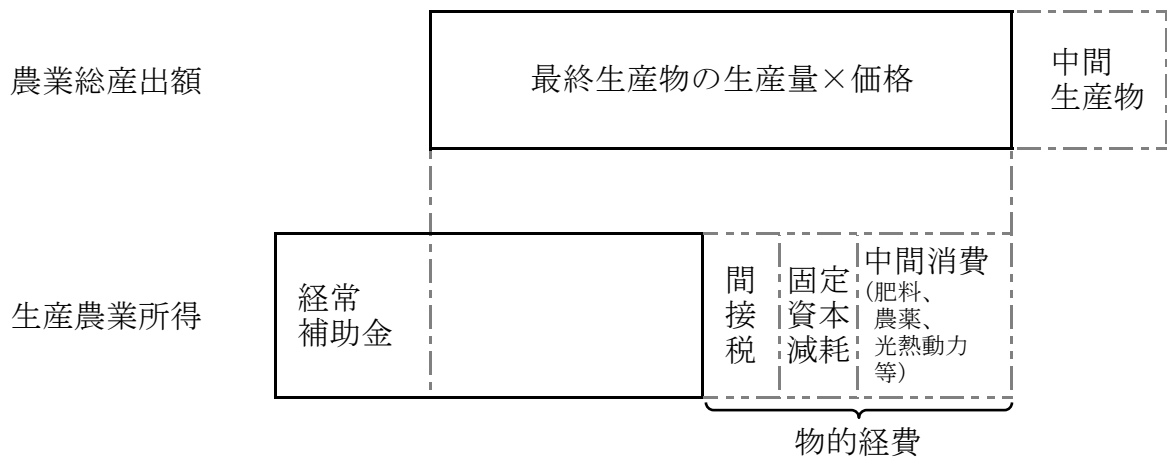 農業総産出額
最終生産物の生産量×価格
中間
生産物
生産農業所得
経常
補助金
間接税
固定
資本
減耗
中間消費
(肥料、
農薬、
光熱動力
等)
物的経費